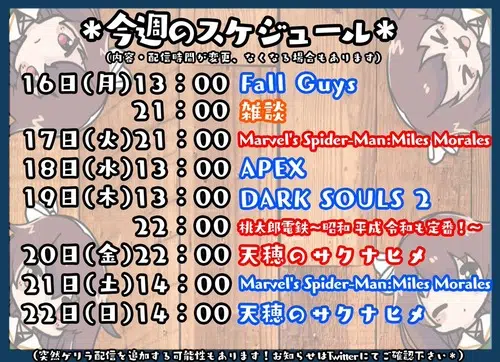 *今週のスケジュール*
(内容・配信時間が変更、なくなる場合もあります)
16日(月)13：00 Fall Guys
21：00 雑談
17日(火)21：00 Marvel's Spider-Man:Miles Morales
18日(水)13：00 APEX
19日(木)13：00 DARK SOULS 2
22：00 桃太郎電鉄〜昭和 平成 令和も定番！〜
20日(金)22：00 天穂のサクナヒメ
21日(土)14：00 Marvel's Spider-Man:Miles Morales
22日(日)14：00 天穂のサクナヒメ
(突然ゲリラ配信を追加する可能性もあります！お知らせはTwitterにてご確認下さい*)